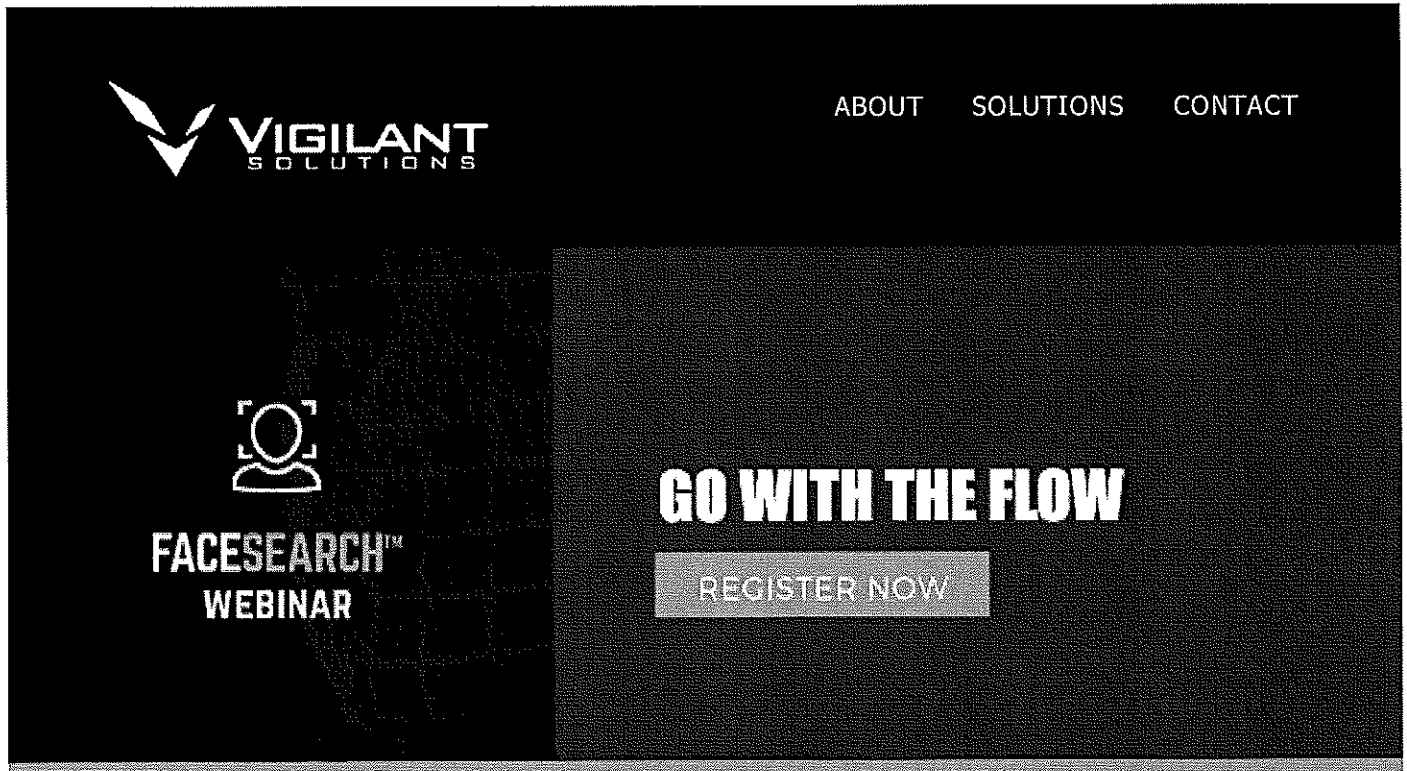 VIGILANT
SOLUTIONS
ABOUT SOLUTIONS CONTACT
FACESEARCH™
WEBINAR
GO WITH THE FLOW
REGISTER NOW